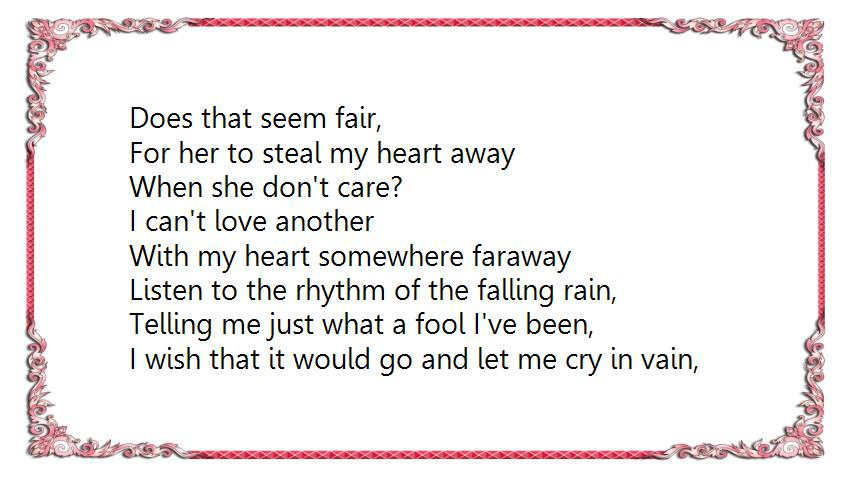 Does that seem fair,
For her to steal my heart away
When she don't care?
I can't love another
With my heart somewhere faraway
Listen to the rhythm of the falling rain,
Telling me just what a fool I've been,
I wish that it would go and let me cry in vain,